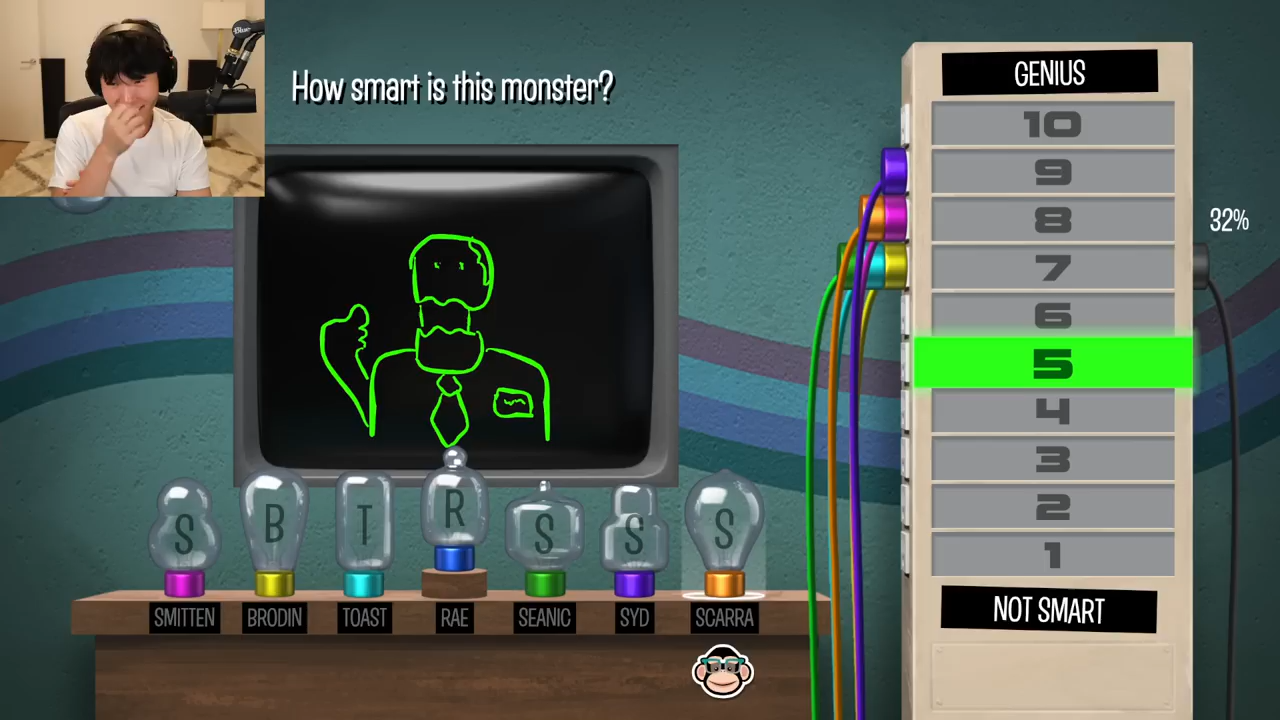 Blue
How smart is this monster?
GENIUS
10
9
8
32%
7
6
5
4
3
2
1
NOT SMART
S B T R S S S
SMITTEN BRODIN TOAST RAE SEANIC SYD SCARRA